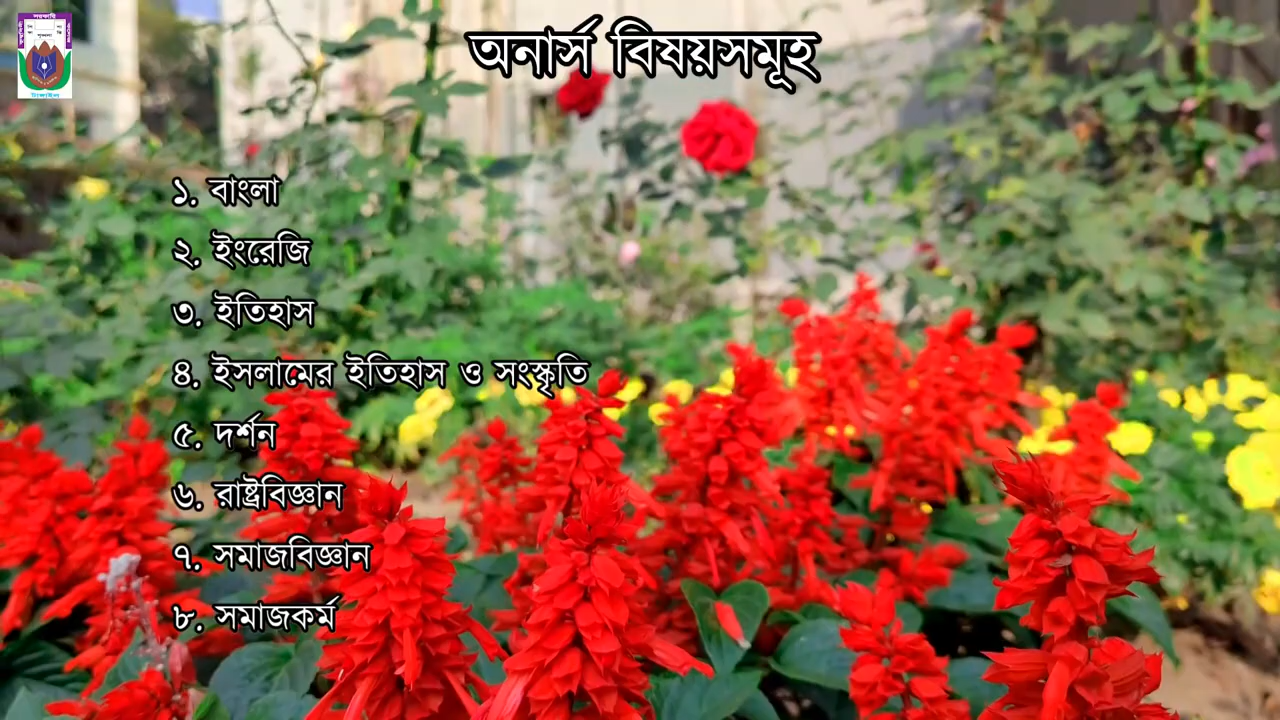 অনার্স বিষয়সমূহ
১. বাংলা
২. ইংরেজি
৩. ইতিহাস
৪. ইসলামের ইতিহাস ও সংস্কৃতি
৫. দর্শন
৬. রাষ্ট্রবিজ্ঞান
৭. সমাজবিজ্ঞান
৮. সমাজকর্ম